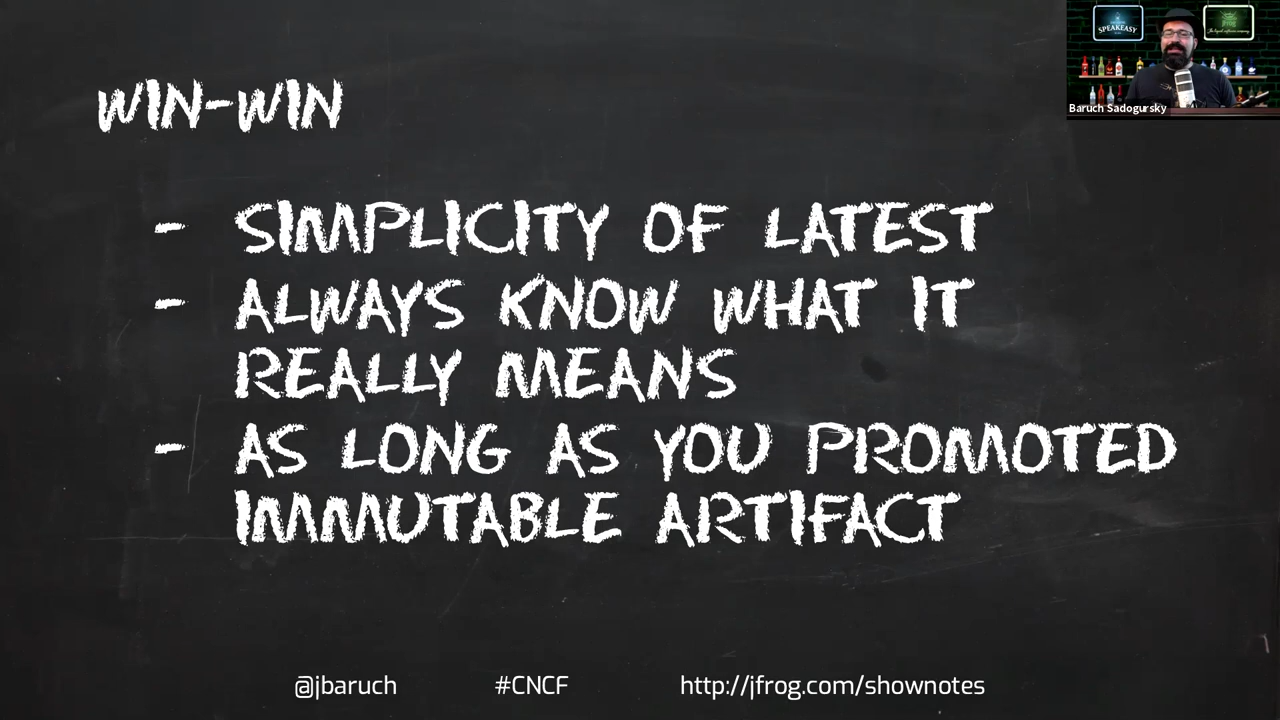 WIN-WIN
- SIMPLICITY OF LATEST
- ALWAYS KNOW WHAT IT
REALLY MEANS
- AS LONG AS YOU PROMOTED
IMMUTABLE ARTIFACT
SPEAKEASY
Baruch Sadogursky
@jbaruch #CNCF http://jfrog.com/shownotes